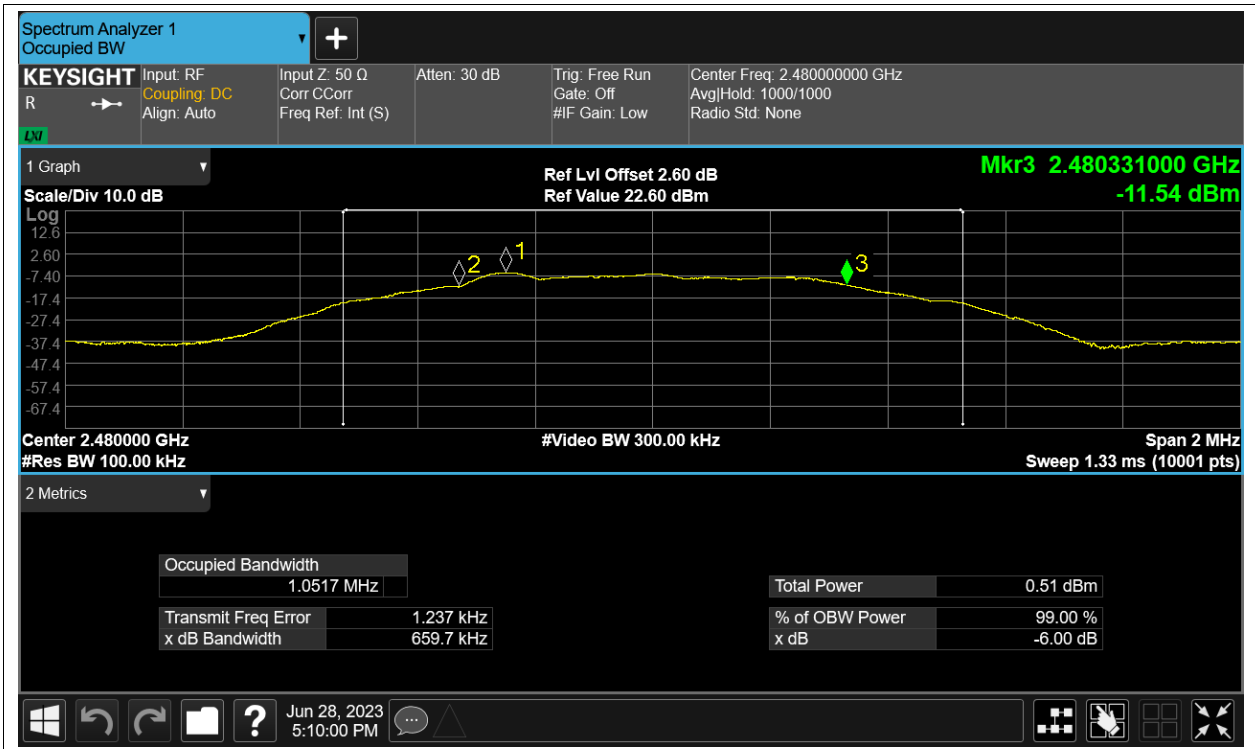 Spectrum Analyzer 1
Occupied BW
KEYSIGHT
R
LXI
Input: RF
Coupling: DC
Align: Auto
Input Z: 50 Ω
Corr CCorr
Freq Ref: Int (S)
Atten: 30 dB
Trig: Free Run
Gate: Off
#IF Gain: Low
Center Freq: 2.480000000 GHz
Avg|Hold: 1000/1000
Radio Std: None
1 Graph
Scale/Div 10.0 dB
Ref Lvl Offset 2.60 dB
Ref Value 22.60 dBm
Mkr3 2.480331000 GHz
-11.54 dBm
Log
12.6
2.60
-7.40
-17.4
-27.4
-37.4
-47.4
-57.4
-67.4
2
1
3
Center 2.480000 GHz
#Res BW 100.00 kHz
#Video BW 300.00 kHz
Span 2 MHz
Sweep 1.33 ms (10001 pts)
2 Metrics
Occupied Bandwidth
1.0517 MHz
Transmit Freq Error 1.237 kHz
x dB Bandwidth 659.7 kHz
Total Power 0.51 dBm
% of OBW Power 99.00 %
x dB -6.00 dB
?
Jun 28, 2023
5:10:00 PM